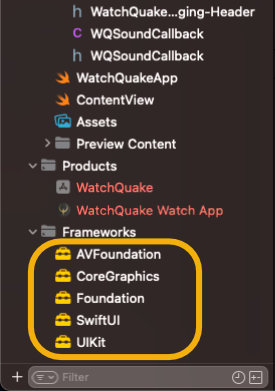 WatchQuake...ging-Header
WQSoundCallback
WQSoundCallback
WatchQuakeApp
ContentView
Assets
Preview Content
Products
WatchQuake
WatchQuake Watch App
Frameworks
AVFoundation
CoreGraphics
Foundation
SwiftUI
UIKit
Filter